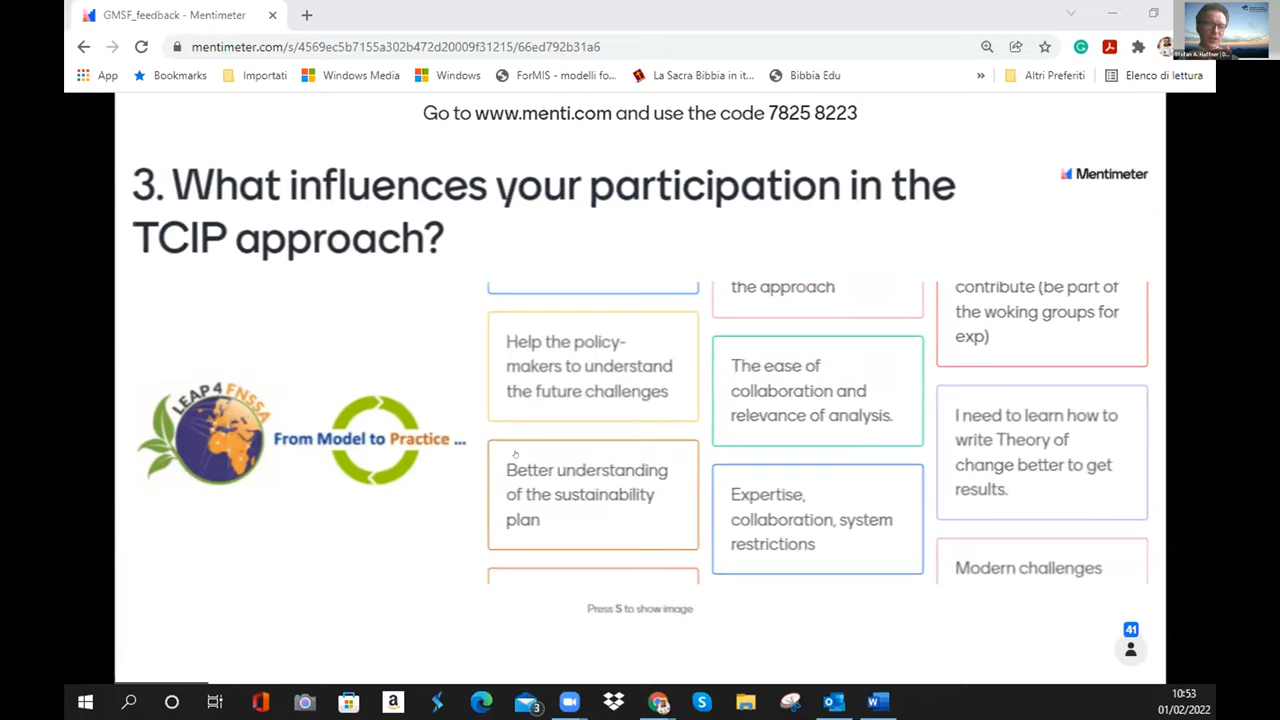 GMSF_feedback - Mentimeter
mentimeter.com/s/4569ec5b7155a302b472d20009f31215/66ed792b31a6
App
Bookmarks
Importati
Windows Media
Windows
ForMIS - modelli fo...
La Sacra Bibbia in it...
Bibbia Edu
»
Altri Preferiti
Elenco di lettura
Stefan A. Haffner | D...
Go to www.menti.com and use the code 7825 8223
3. What influences your participation in the
TCIP approach?
Mentimeter
LEAP4FNSSA
From Model to Practice ...
Help the policy-
makers to understand
the future challenges
Better understanding
of the sustainability
plan
the approach
The ease of
collaboration and
relevance of analysis.
Expertise,
collaboration, system
restrictions
contribute (be part of
the woking groups for
exp)
I need to learn how to
write Theory of
change better to get
results.
Modern challenges
Press S to show image
41
3
10:53
01/02/2022